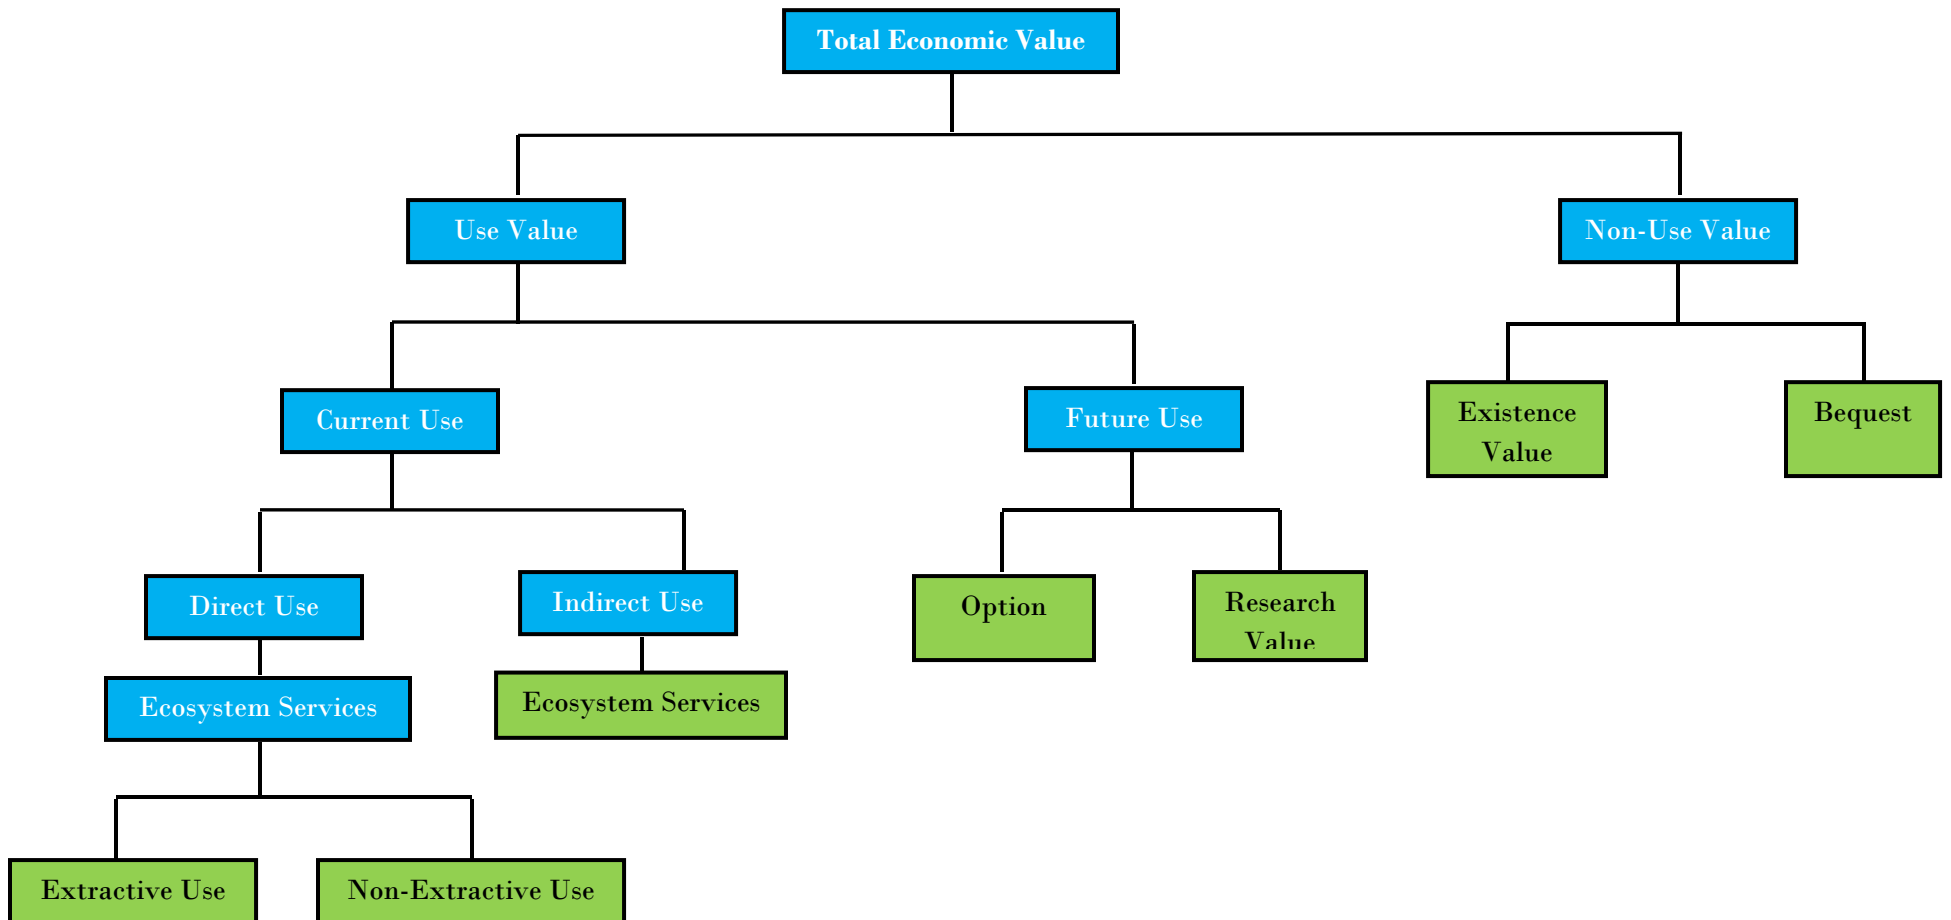 Total Economic Value
Use Value
Non-Use Value
Current Use
Future Use
Existence
Value
Bequest
Direct Use
Indirect Use
Option
Research
Value
Ecosystem Services
Ecosystem Services
Extractive Use
Non-Extractive Use